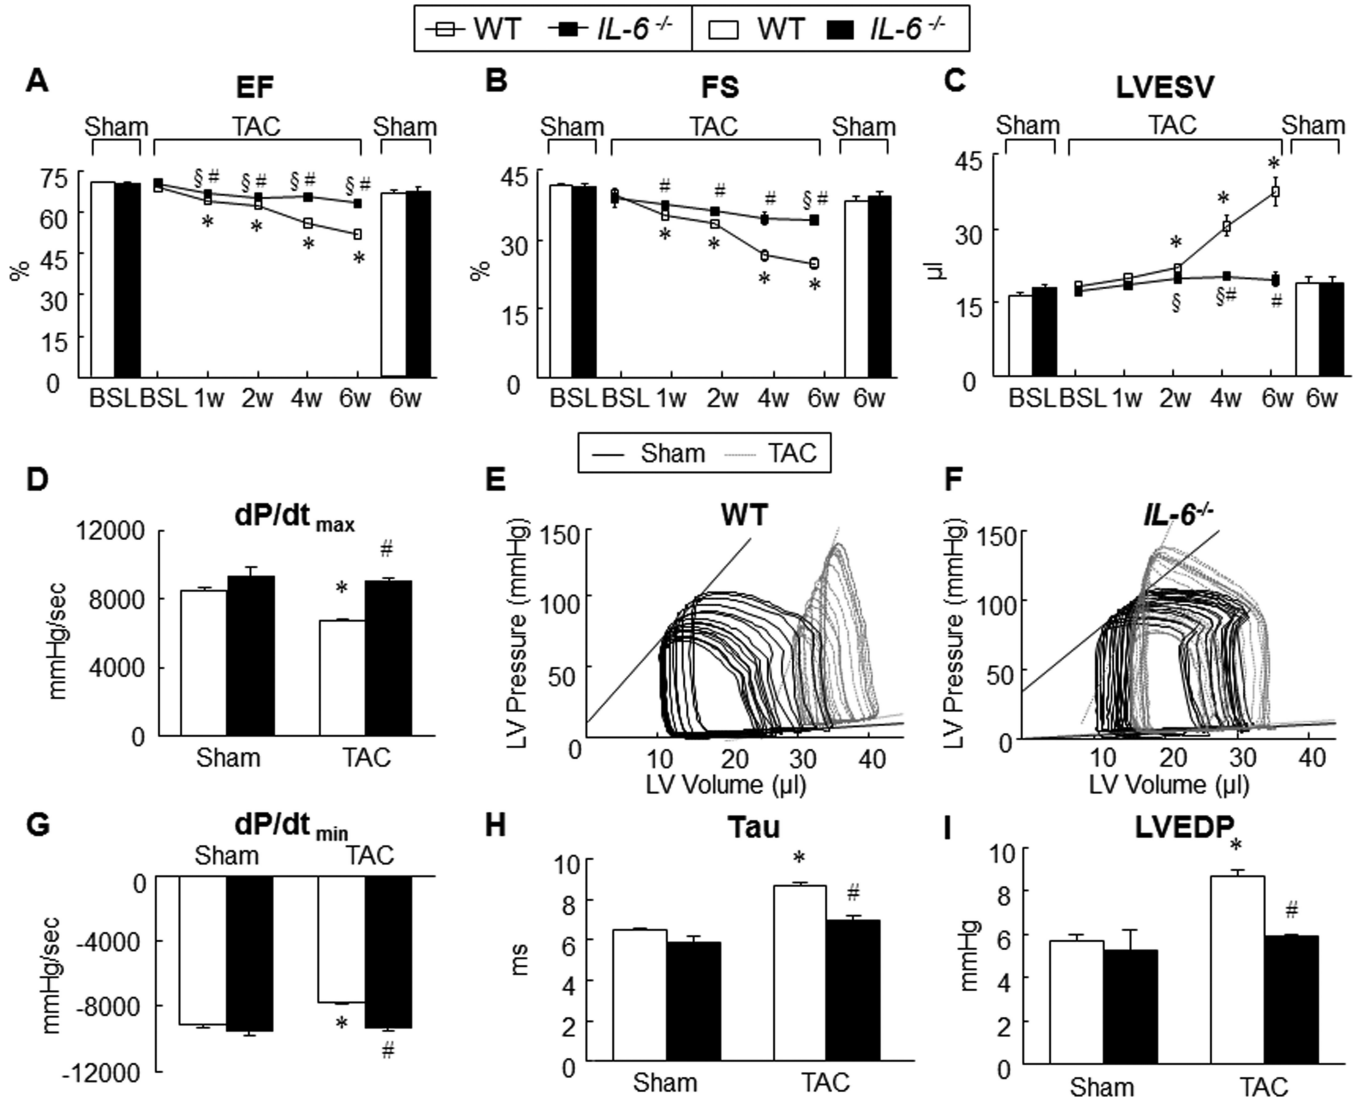 WT IL-6 -/- WT IL-6 -/-
A EF B FS C LVESV
Sham TAC Sham Sham TAC Sham Sham TAC Sham
75 60 45 30 15 0
%
§ # § # § # § #
* * * *
BSL BSL 1w 2w 4w 6w 6w
45 30 15 0
%
# # # § #
* * * *
BSL BSL 1w 2w 4w 6w 6w
45 30 15 0
µl
* * *
§ §# #
BSL BSL 1w 2w 4w 6w 6w
Sham TAC
D dP/dt max
12000
8000
4000
0
mmHg/sec
* #
Sham TAC
E WT
LV Pressure (mmHg)
150
100
50
0
10 20 30 40
LV Volume (µl)
F IL-6-/-
LV Pressure (mmHg)
150
100
50
0
10 20 30 40
LV Volume (µl)
G dP/dt min
Sham TAC
0
-4000
-8000
-12000
mmHg/sec
* #
H Tau
10
8
6
4
2
0
ms
* #
Sham TAC
I LVEDP
10
8
6
4
2
0
mmHg
* #
Sham TAC